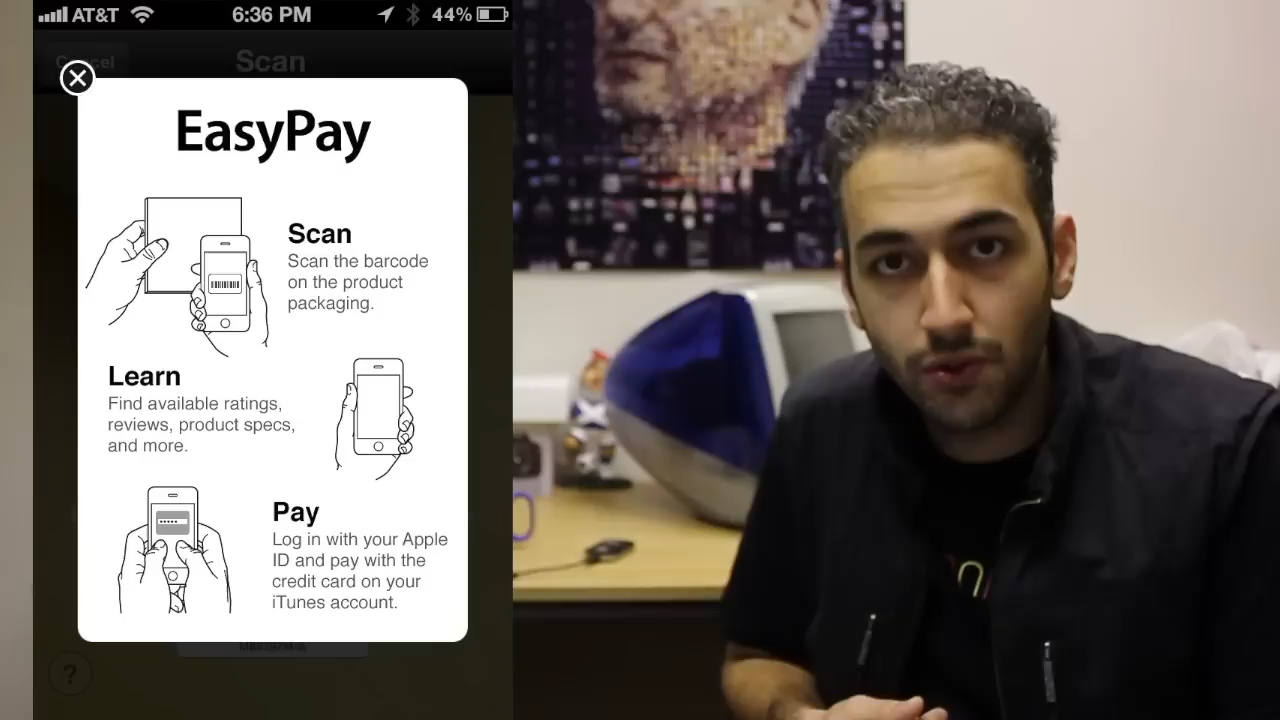 AT&T 6:36 PM 44%
Cancel Scan
EasyPay
Scan
Scan the barcode
on the product
packaging.
Learn
Find available ratings,
reviews, product specs,
and more.
Pay
Log in with your Apple
ID and pay with the
credit card on your
iTunes account.
?